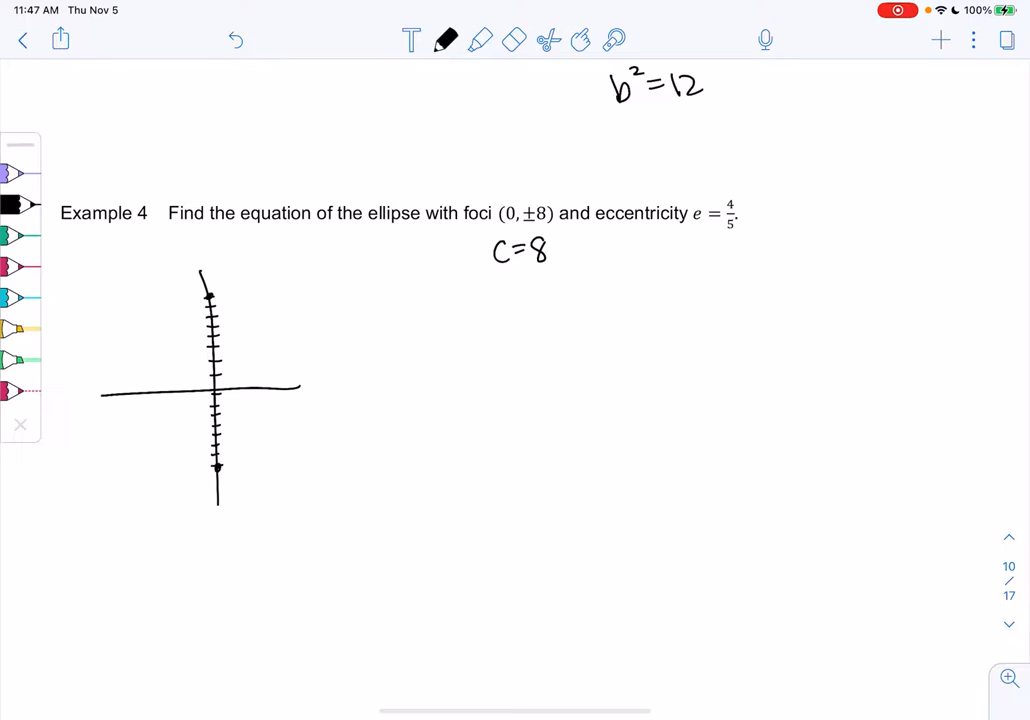 11:47 AM Thu Nov 5
100%
T
b² = 12
Example 4 Find the equation of the ellipse with foci (0, ±8) and eccentricity e = 4/5.
C = 8
10
/
17